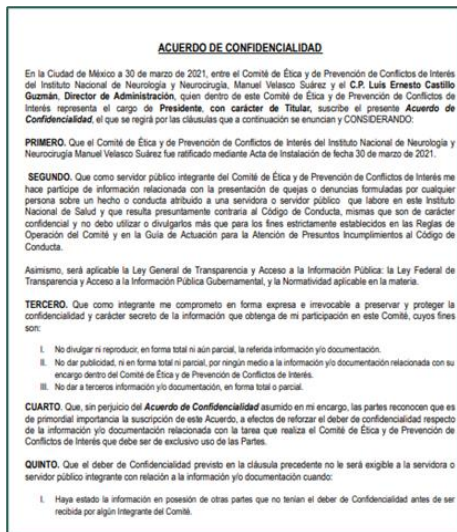 ACUERDO DE CONFIDENCIALIDAD
En la Ciudad de México a 30 de marzo de 2021, entre el Comité de Ética y de Prevención de Conflictos de Interés
del Instituto Nacional de Neurología y Neurocirugía, Manuel Velasco Suárez y el C.P. Luis Ernesto Castillo
Guzmán, Director de Administración, quien dentro de este Comité de Ética y de Prevención de Conflictos de
Interés representa el cargo de Presidente, con carácter de Titular, suscribe el presente Acuerdo de
Confidencialidad, el que se regirá por las cláusulas que a continuación se enuncian y CONSIDERANDO:
PRIMERO. Que el Comité de Ética y de Prevención de Conflictos de Interés del Instituto Nacional de Neurología y
Neurocirugía Manuel Velasco Suárez fue ratificado mediante Acta de Instalación de fecha 30 de marzo de 2021.
SEGUNDO. Que como servidor público integrante del Comité de Ética y de Prevención de Conflictos de Interés me
hace partícipe de información relacionada con la presentación de quejas o denuncias formuladas por cualquier
persona sobre un hecho o conducta atribuido a una servidora o servidor público que labore en este Instituto
Nacional de Salud y que resulta presuntamente contraria al Código de Conducta, mismas que son de carácter
confidencial y no debo utilizar o divulgarlos más que para los fines estrictamente establecidos en las Reglas de
Operación del Comité y en la Guía de Actuación para la Atención de Presuntos Incumplimientos al Código de
Conducta.
Asimismo, será aplicable la Ley General de Transparencia y Acceso a la Información Pública: la Ley Federal de
Transparencia y Acceso a la Información Pública Gubernamental, y la Normatividad aplicable en la materia.
TERCERO. Que como integrante me comprometo en forma expresa e irrevocable a preservar y proteger la
confidencialidad y carácter secreto de la información que obtenga de mi participación en este Comité, cuyos fines
son:
I. No divulgar ni reproducir, en forma total ni aún parcial, la referida información y/o documentación.
II. No dar publicidad, ni en forma total ni parcial, por ningún medio a la información y/o documentación relacionada con su
encargo dentro del Comité de Ética y de Prevención de Conflictos de Interés.
III. No dar a terceros información y/o documentación, en forma total o parcial.
CUARTO. Que, sin perjuicio del Acuerdo de Confidencialidad asumido en mi encargo, las partes reconocen que es
de primordial importancia la suscripción de este Acuerdo, a efectos de reforzar el deber de confidencialidad respecto
de la información y/o documentación relacionada con la tarea que realiza el Comité de Ética y de Prevención de
Conflictos de Interés que debe ser de exclusivo uso de las Partes.
QUINTO. Que el deber de Confidencialidad previsto en la cláusula precedente no le será exigible a la servidora o
servidor público integrante con relación a la información y/o documentación cuando:
I. Haya estado la información en posesión de otras partes que no tenían el deber de Confidencialidad antes de ser
recibida por algún Integrante del Comité.